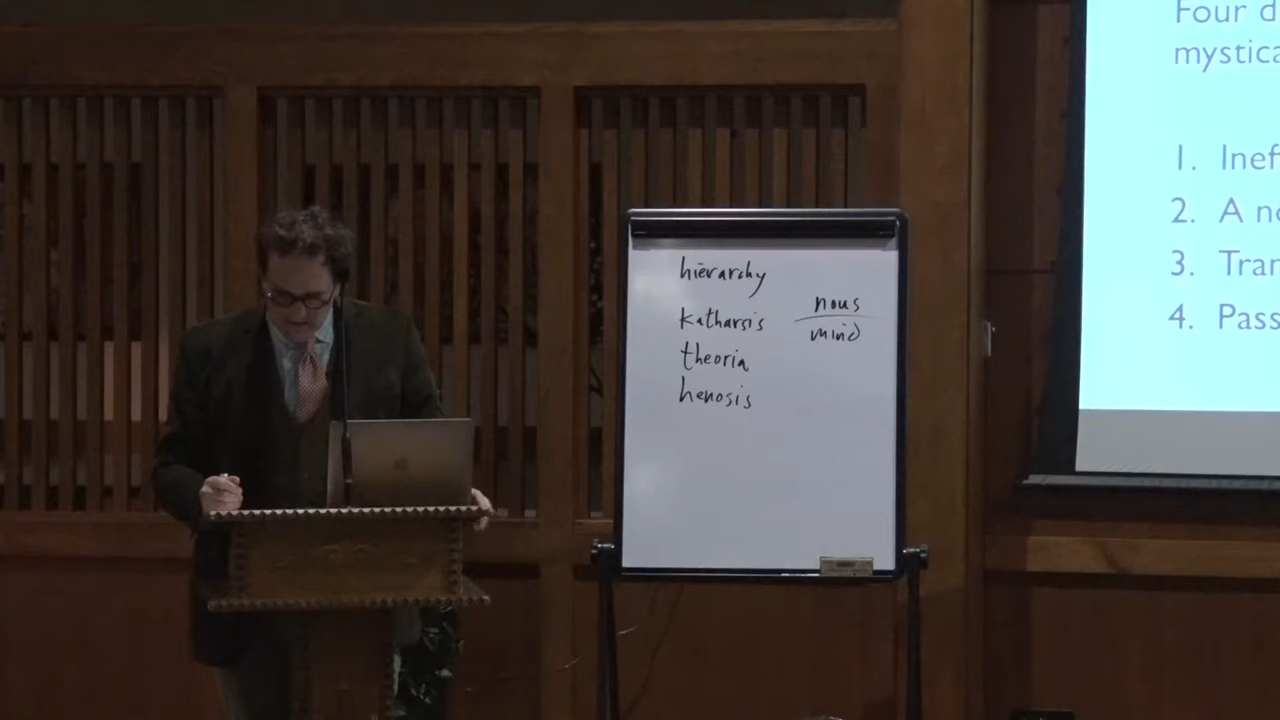 hierarchy
katharsis
theoria
henosis
nous
mind
Four d
mystica
1. Inef
2. A no
3. Tran
4. Pass